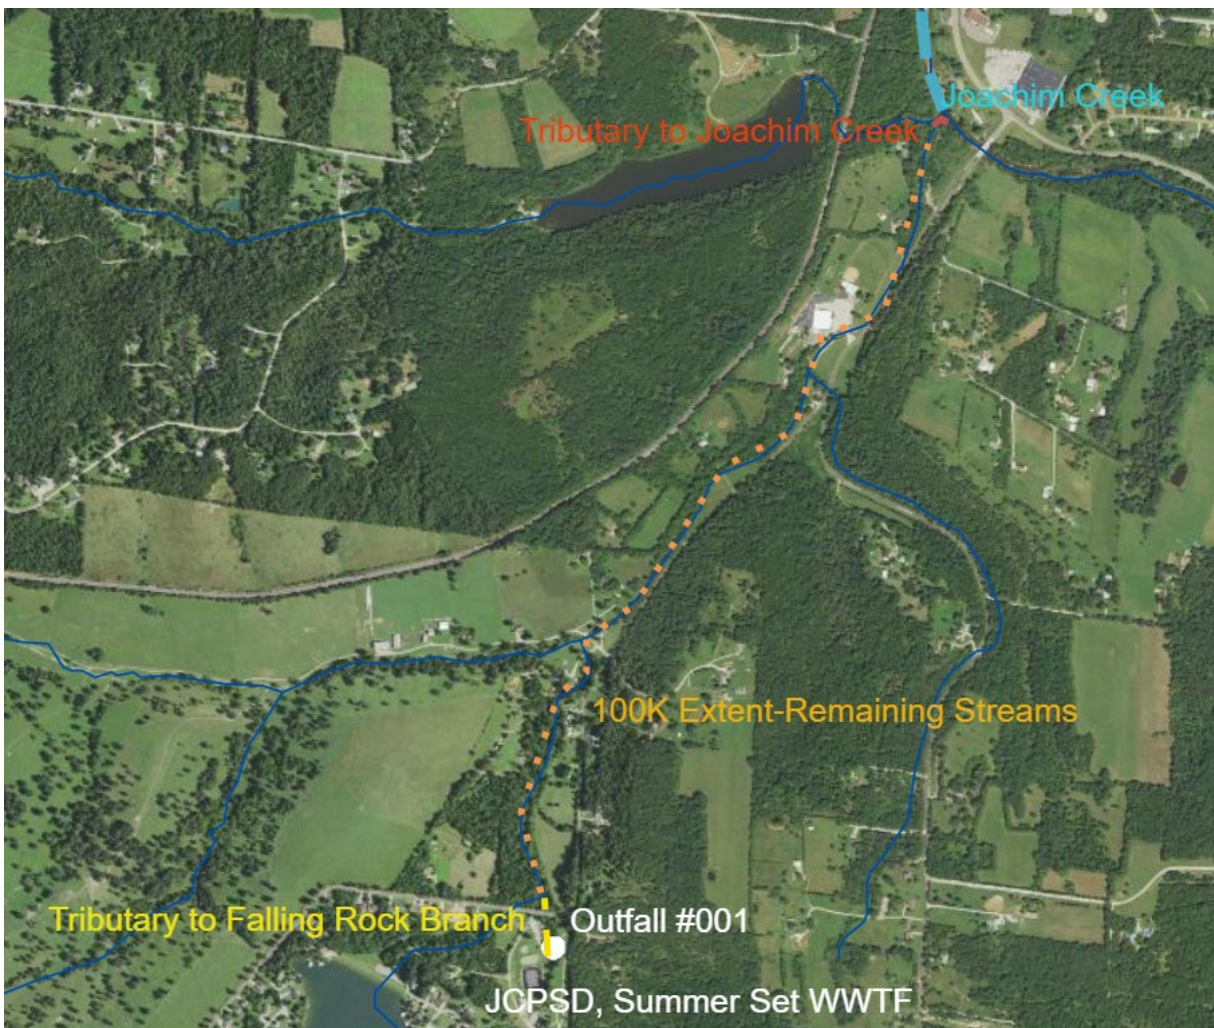 Joachim Creek
Tributary to Joachim Creek
100K Extent-Remaining Streams
Tributary to Falling Rock Branch
Outfall #001
JCPSD, Summer Set WWTF